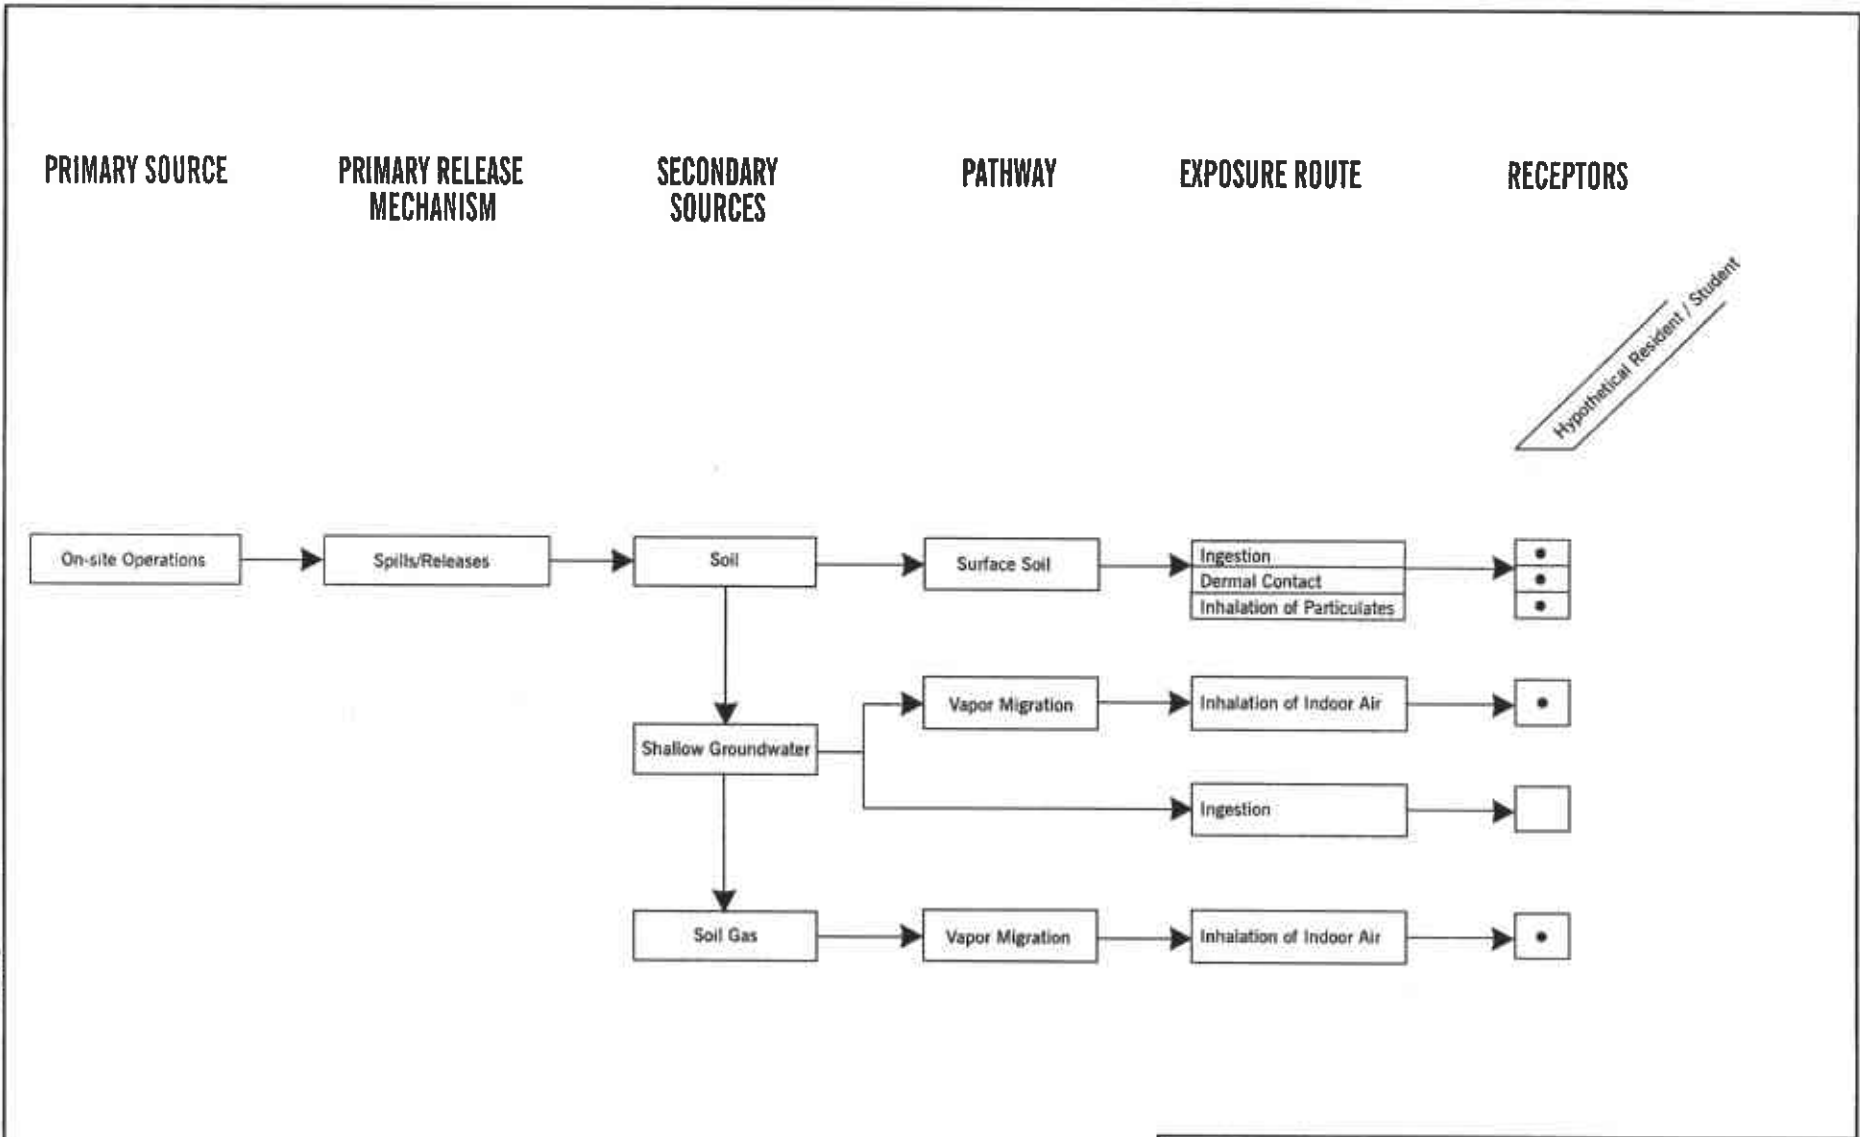 PRIMARY SOURCE
PRIMARY RELEASE
MECHANISM
SECONDARY
SOURCES
PATHWAY
EXPOSURE ROUTE
RECEPTORS
Hypothetical Resident / Student
On-site Operations
Spills/Releases
Soil
Surface Soil
Ingestion
Dermal Contact
Inhalation of Particulates
Shallow Groundwater
Vapor Migration
Inhalation of Indoor Air
Ingestion
Soil Gas
Vapor Migration
Inhalation of Indoor Air